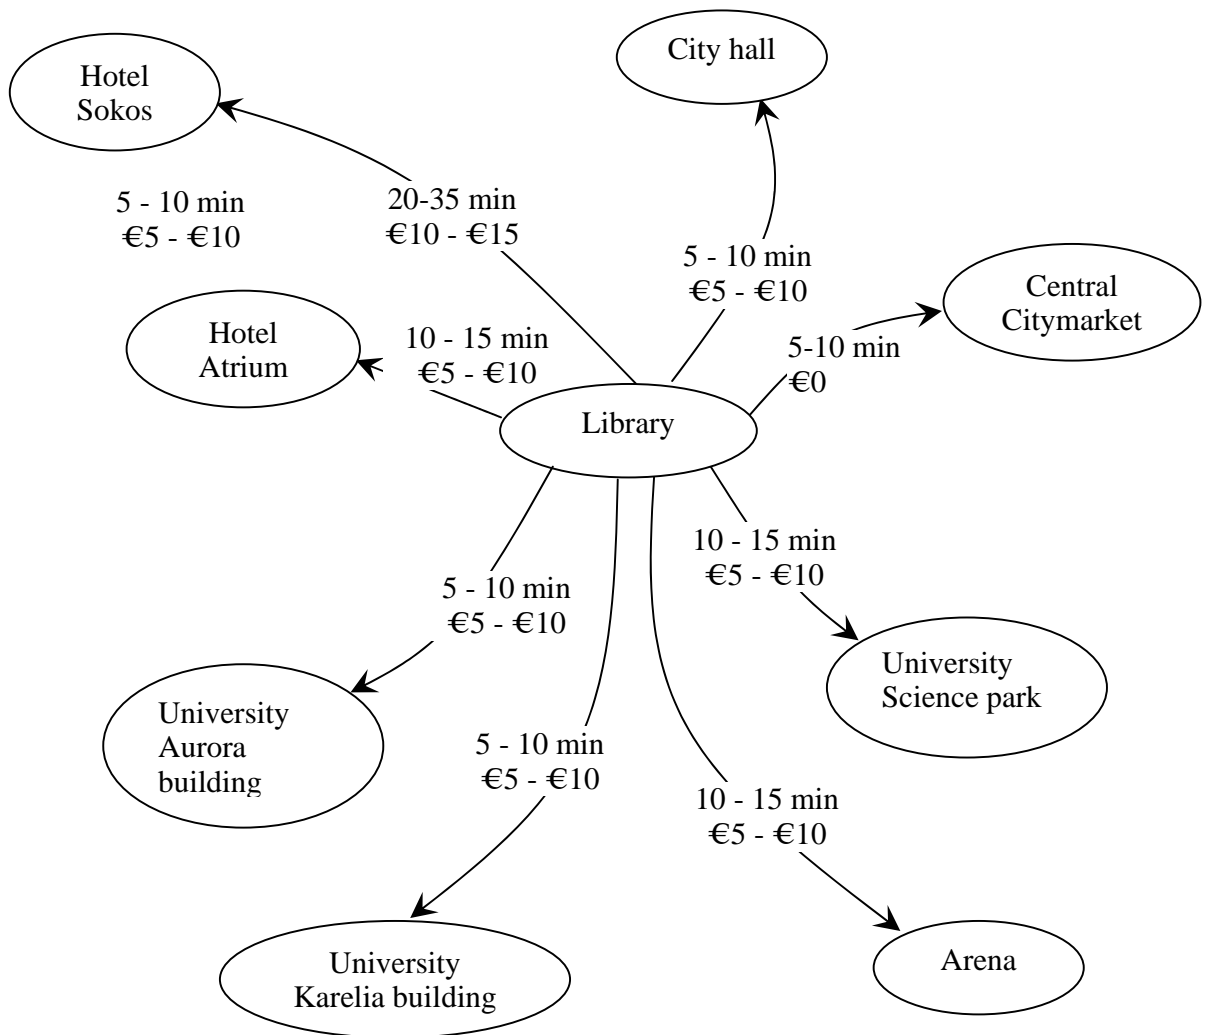 Hotel
Sokos
City hall
5 - 10 min
€5 - €10
20-35 min
€10 - €15
5 - 10 min
€5 - €10
Central
Citymarket
Hotel
Atrium
10 - 15 min
€5 - €10
5-10 min
€0
Library
10 - 15 min
€5 - €10
5 - 10 min
€5 - €10
University
Science park
University
Aurora
building
5 - 10 min
€5 - €10
10 - 15 min
€5 - €10
University
Karelia building
Arena